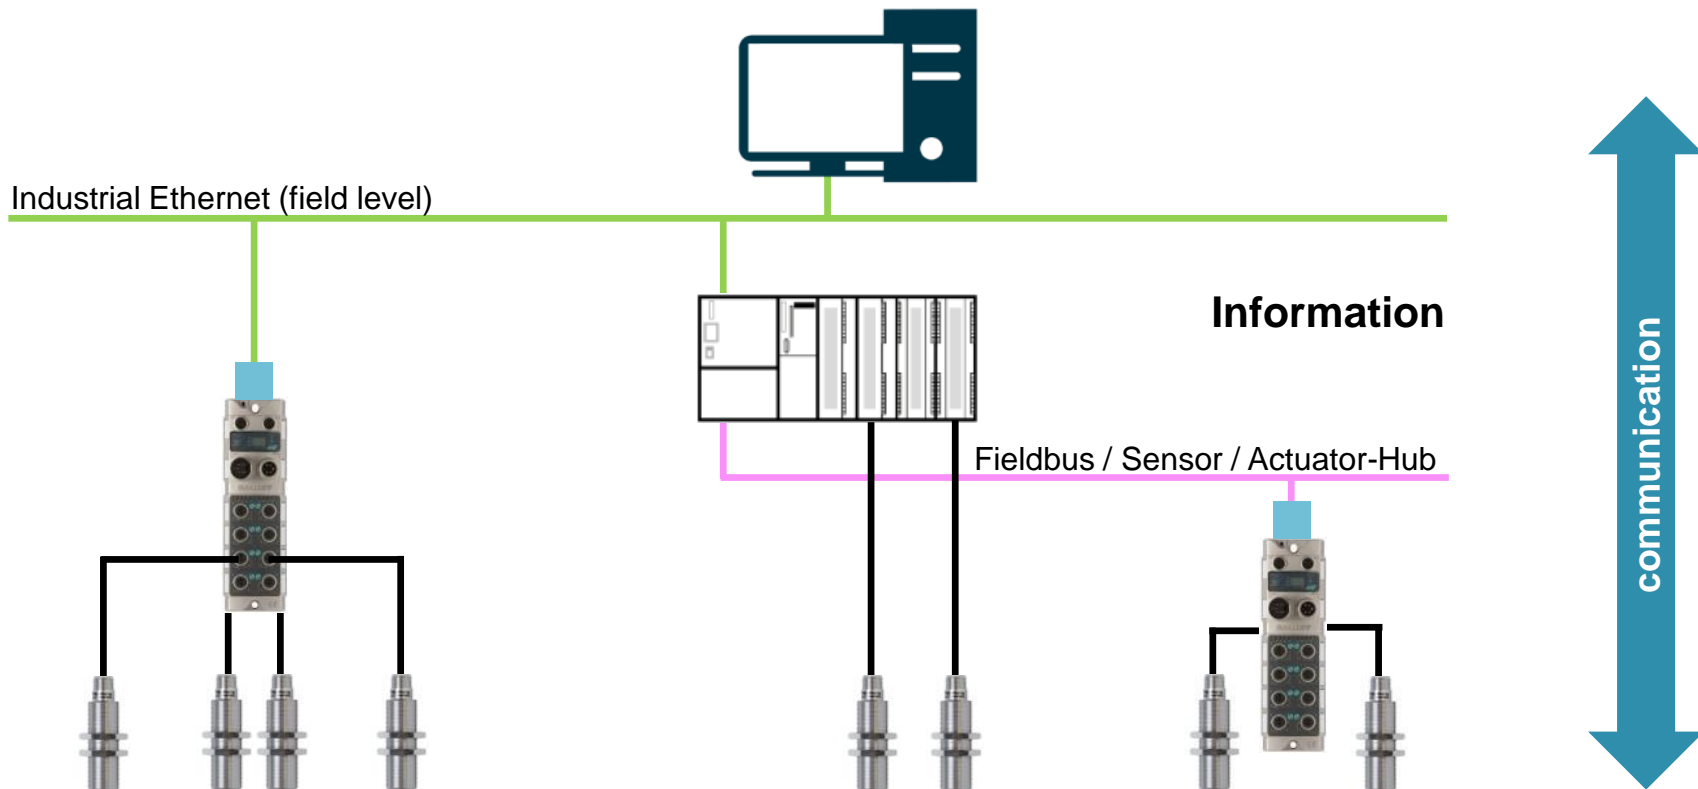 Industrial Ethernet (field level)
Information
communication
Fieldbus / Sensor / Actuator-Hub